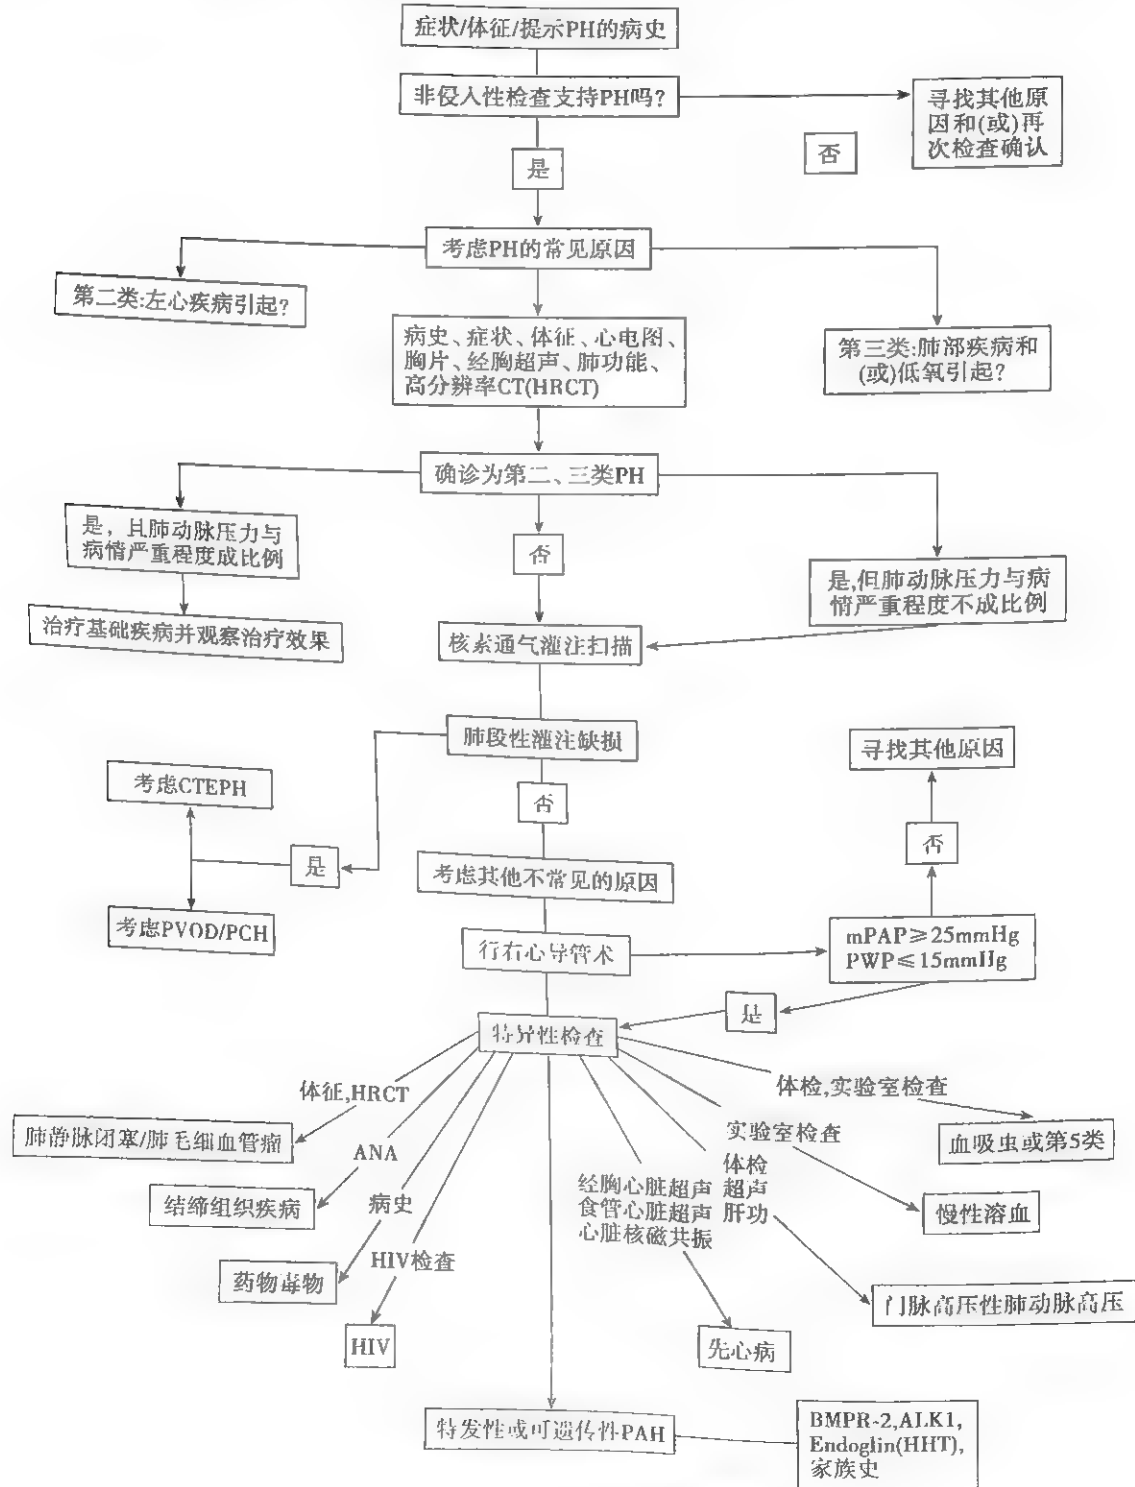 症状/体征/提示PH的病史
非侵入性检查支持PH吗?
寻找其他原
因和(或)再
次检查确认
否
是
考虑PH的常见原因
第二类:左心疾病引起?
病史、症状、体征、心电图、
胸片、经胸超声、肺功能、
高分辨率CT(HRCT)
第三类:肺部疾病和
(或)低氧引起?
确诊为第二、三类PH
是，且肺动脉压力与
病情严重程度成比例
否
是,但肺动脉压力与病
情严重程度不成比例
治疗基础疾病并观察治疗效果
核素通气灌注扫描
肺段性灌注缺损
寻找其他原因
考虑CTEPH
否
否
是
考虑其他不常见的原因
考虑PVOD/PCH
行右心导管术
mPAP≥25mmHg
PWP≤15mmHg
是
特异性检查
体征,HRCT
体检,实验室检查
肺静脉闭塞/肺毛细血管瘤
实验室检查
血吸虫或第5类
ANA
体检
超声
肝功
经胸心脏超声
食管心脏超声
心脏核磁共振
结缔组织疾病
病史
慢性溶血
HIV检查
药物毒物
门脉高压性肺动脉高压
HIV
先心病
特发性或可遗传性PAH
BMPR-2,ALK1,
Endoglin(HHT),
家族史